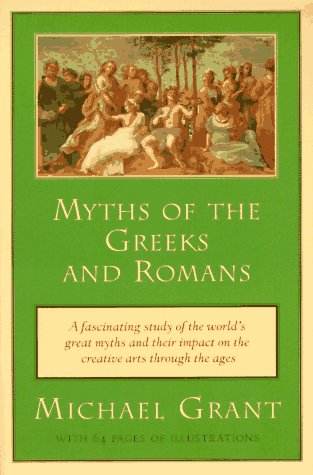 MYTHS OF THE
GREEKS
AND ROMANS
A fascinating study of the world's
great myths and their impact on the
creative arts through the ages
MICHAEL GRANT
WITH 64 PAGES OF ILLUSTRATIONS